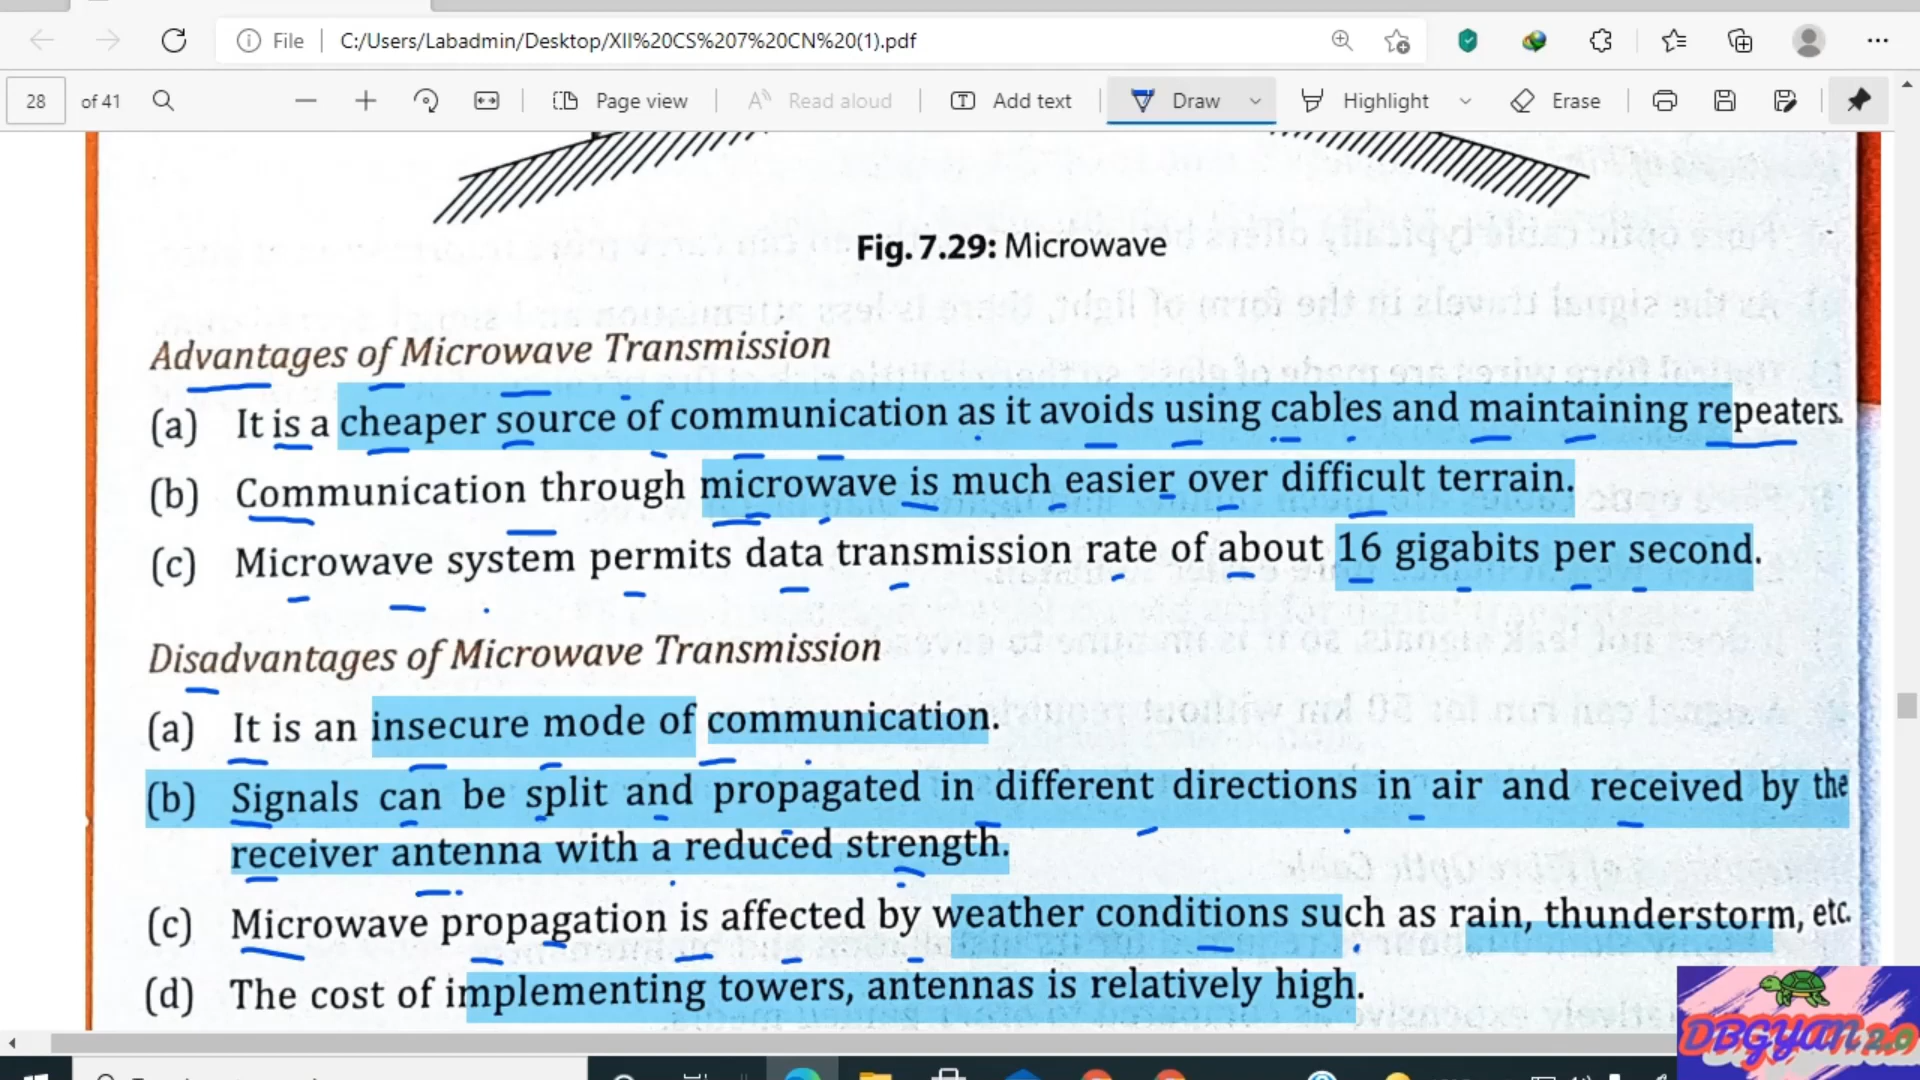 File C:/Users/Labadmin/Desktop/XII%20CS%207%20CN%20(1).pdf
28 of 41 Page view Read aloud Add text Draw Highlight Erase
Fig. 7.29: Microwave
Advantages of Microwave Transmission
(a) It is a cheaper source of communication as it avoids using cables and maintaining repeaters.
(b) Communication through microwave is much easier over difficult terrain.
(c) Microwave system permits data transmission rate of about 16 gigabits per second.
Disadvantages of Microwave Transmission
(a) It is an insecure mode of communication.
(b) Signals can be split and propagated in different directions in air and received by the
receiver antenna with a reduced strength.
(c) Microwave propagation is affected by weather conditions such as rain, thunderstorm, etc.
(d) The cost of implementing towers, antennas is relatively high.
DBGYAN 2.0